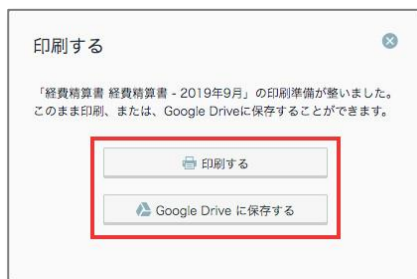 印刷する
「経費精算書 経費精算書 - 2019年9月」の印刷準備が整いました。
このまま印刷、または、Google Driveに保存することができます。
印刷する
Google Drive に保存する